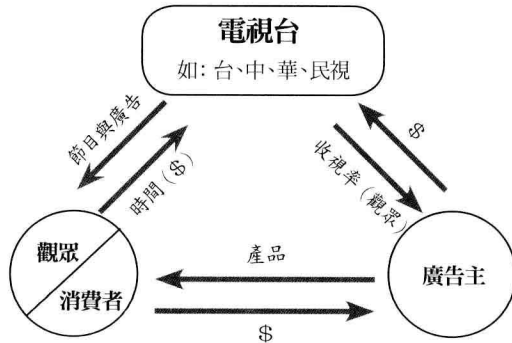 電視台
如：台、中、華、民視
節目與廣告
時間($)
$
收視率(觀眾)
觀眾
消費者
產品
廣告主
$